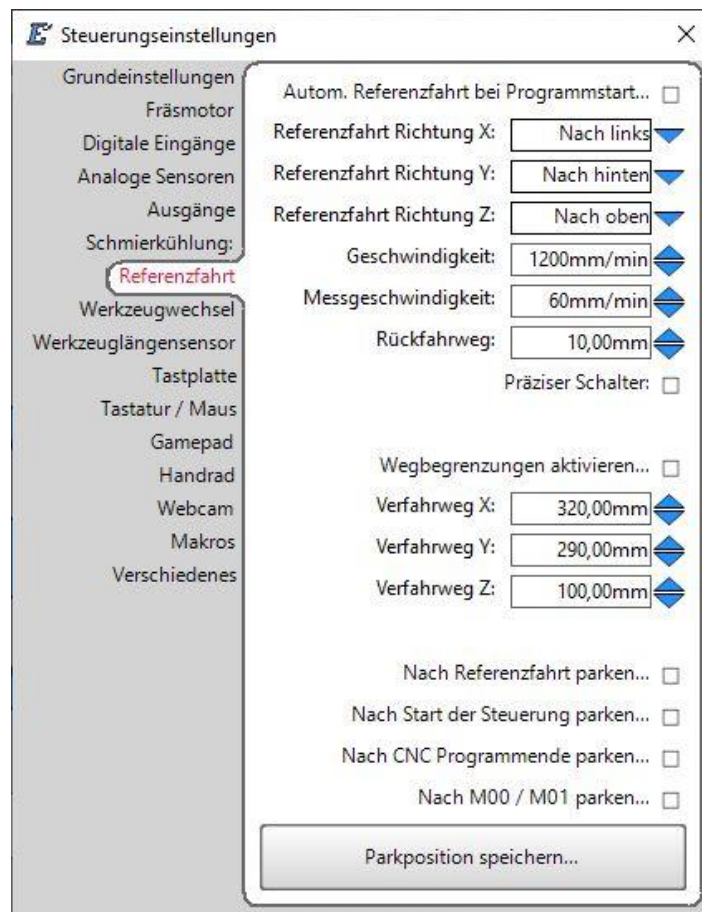 Steuerungseinstellungen
Grundeinstellungen
Fräsmotor
Digitale Eingänge
Analoge Sensoren
Ausgänge
Schmierkühlung:
Referenzfahrt
Werkzeugwechsel
Werkzeuglängensensor
Tastplatte
Tastatur / Maus
Gamepad
Handrad
Webcam
Makros
Verschiedenes
Autom. Referenzfahrt bei Programmstart...
Referenzfahrt Richtung X: Nach links
Referenzfahrt Richtung Y: Nach hinten
Referenzfahrt Richtung Z: Nach oben
Geschwindigkeit: 1200mm/min
Messgeschwindigkeit: 60mm/min
Rückfahrweg: 10,00mm
Präziser Schalter:
Wegbegrenzungen aktivieren...
Verfahrweg X: 320,00mm
Verfahrweg Y: 290,00mm
Verfahrweg Z: 100,00mm
Nach Referenzfahrt parken...
Nach Start der Steuerung parken...
Nach CNC Programmende parken...
Nach M00 / M01 parken...
Parkposition speichern...